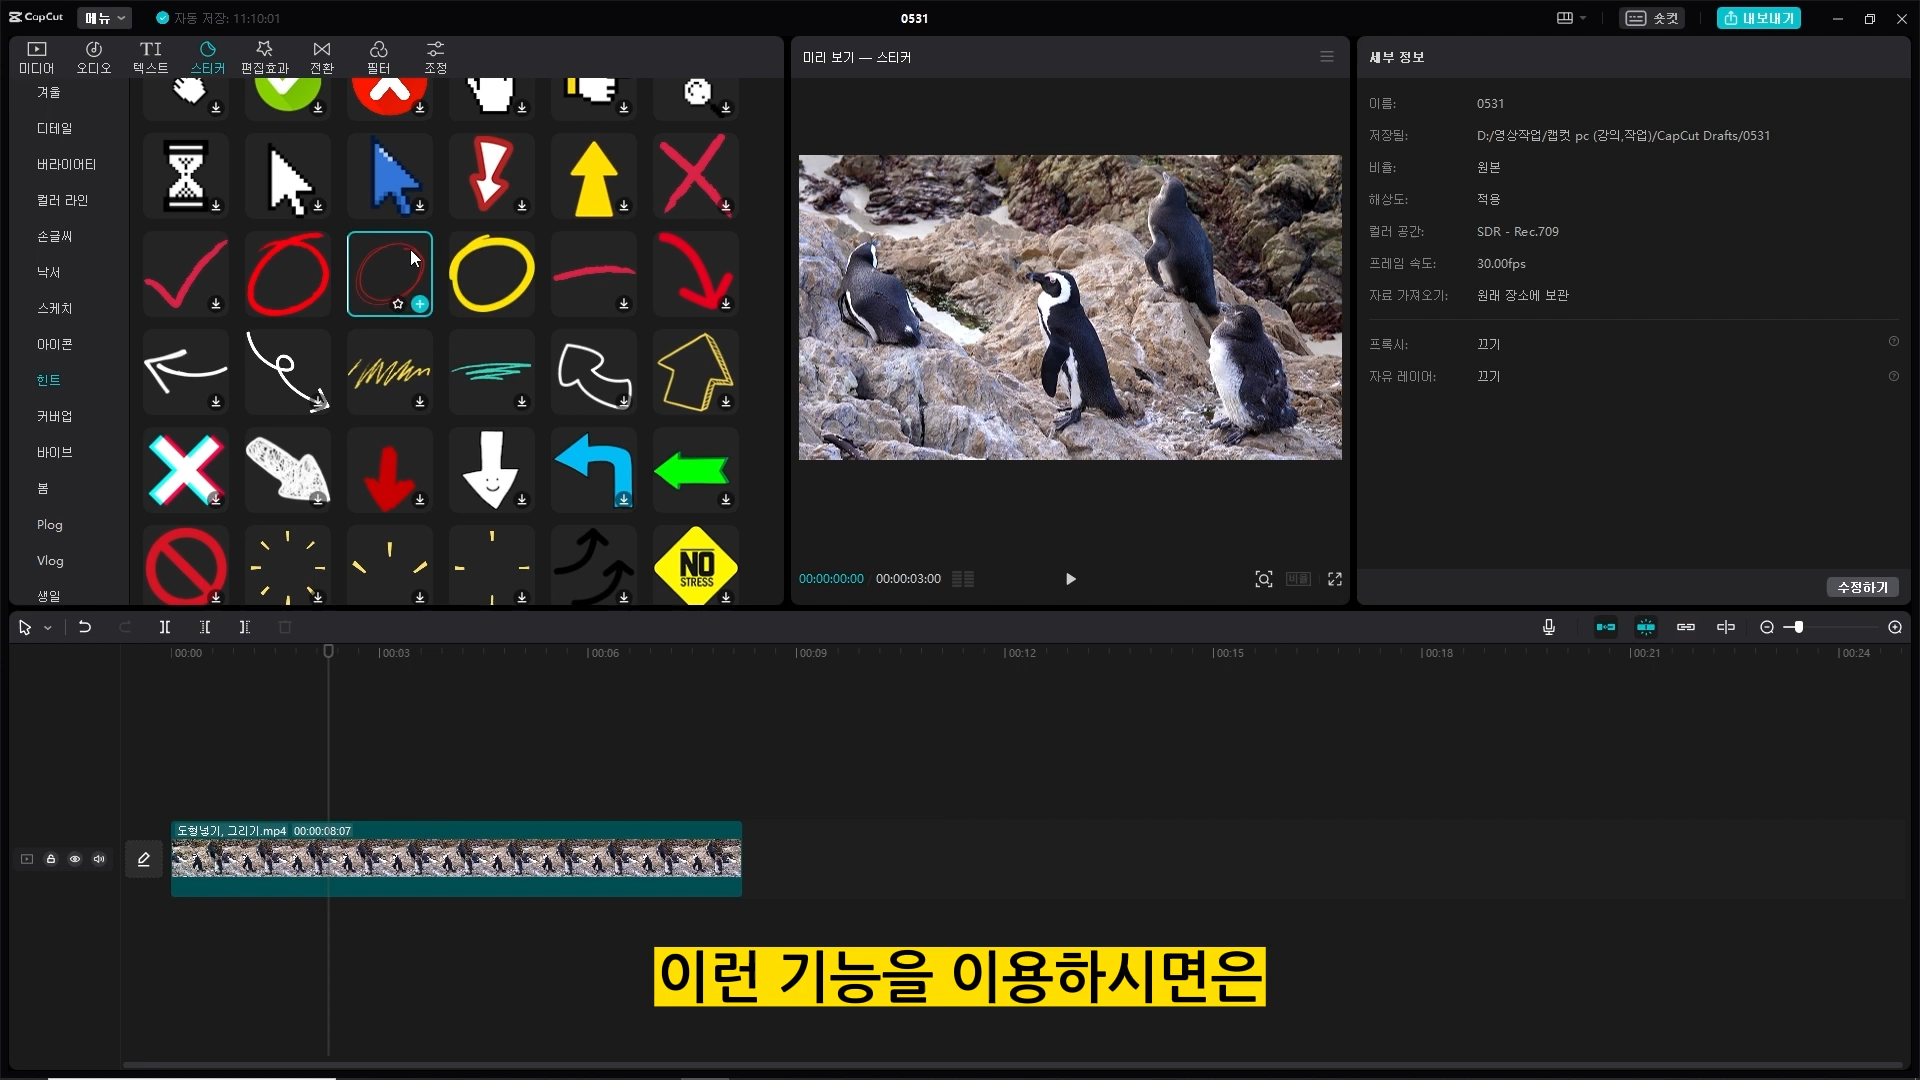 CapCut
메뉴
자동 저장: 11:10:01
0531
숏컷
내보내기
미디어
오디오
텍스트
스티커
편집효과
전환
필터
조정
겨울
디테일
버라이어티
컬러 라인
손글씨
낙서
스케치
아이콘
힌트
커버업
바이브
봄
Plog
Vlog
생일
NO
STRESS
미리 보기 — 스티커
00:00:00:00
00:00:03:00
비율
세부 정보
이름:
0531
저장됨:
D:/영상작업/캡컷 pc (강의,작업)/CapCut Drafts/0531
비율:
원본
해상도:
적용
컬러 공간:
SDR - Rec.709
프레임 속도:
30.00fps
자료 가져오기:
원래 장소에 보관
프록시:
끄기
자유 레이어:
끄기
수정하기
00:00
00:03
00:06
00:09
00:12
00:15
00:18
00:21
00:24
도형넣기, 그리기.mp4 00:00:08:07
이런 기능을 이용하시면은